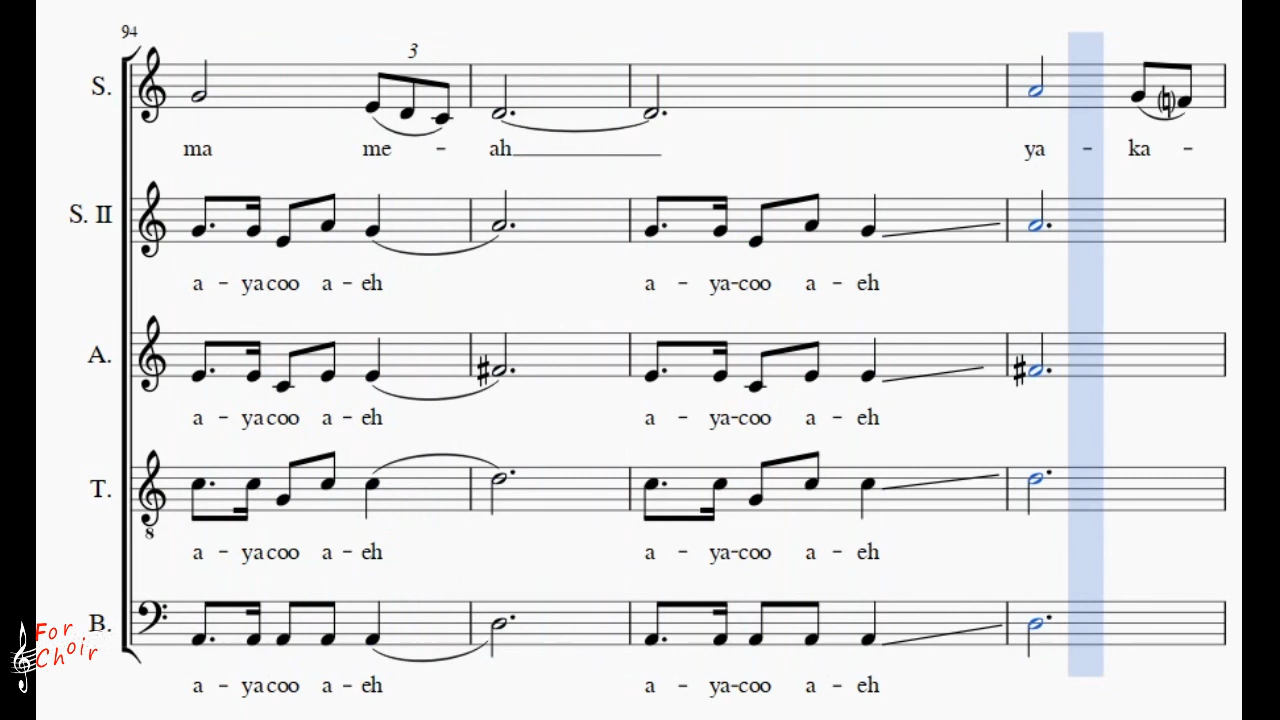 94
3
S.
ma me - ah ya - ka -
S. II
a - ya coo a - eh a - ya-coo a - eh
A.
a - ya coo a - eh a - ya-coo a - eh
T.
8
a - ya coo a - eh a - ya-coo a - eh
B.
For
Choir
a - ya coo a - eh a - ya-coo a - eh